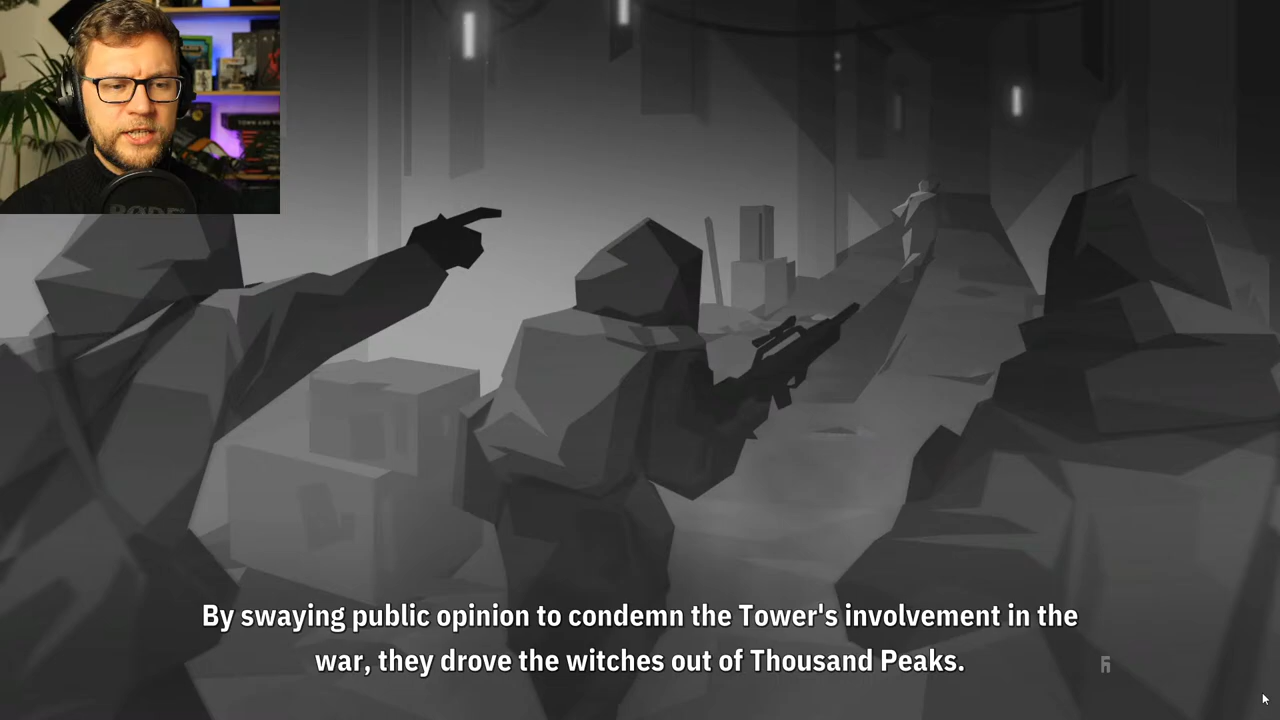 RØDE
By swaying public opinion to condemn the Tower's involvement in the
war, they drove the witches out of Thousand Peaks.